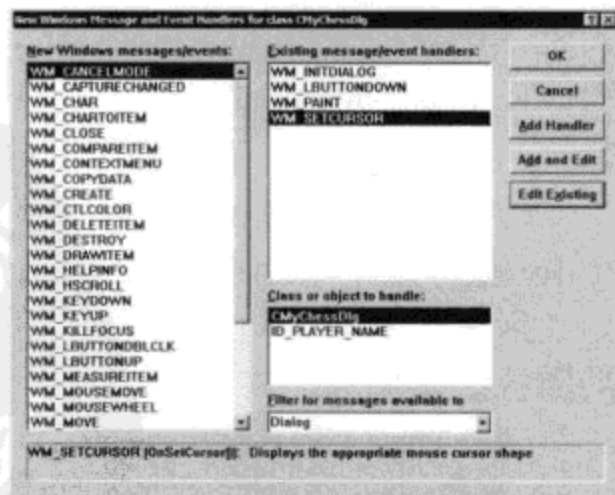 New Windows Message and Event Handlers for class CMyChessDlg
New Windows messages/events:
WM_CANCELMODE
WM_CAPTURECHANGED
WM_CHAR
WM_CHARTOITEM
WM_CLOSE
WM_COMPAREITEM
WM_CONTEXTMENU
WM_COPYDATA
WM_CREATE
WM_CTLCOLOR
WM_DELETEITEM
WM_DESTROY
WM_DRAWITEM
WM_HELPINFO
WM_HSCROLL
WM_KEYDOWN
WM_KEYUP
WM_KILLFOCUS
WM_LBUTTONDBLCLK
WM_LBUTTONUP
WM_MEASUREITEM
WM_MOUSEMOVE
WM_MOUSEWHEEL
WM_MOVE
Existing message/event handlers:
WM_INITDIALOG
WM_LBUTTONDOWN
WM_PAINT
WM_SETCURSOR
Class or object to handle:
CMyChessDlg
ID_PLAYER_NAME
Filter for messages available to
Dialog
OK
Cancel
Add Handler
Add and Edit
Edit Existing
WM_SETCURSOR [OnSetCursor]: Displays the appropriate mouse cursor shape